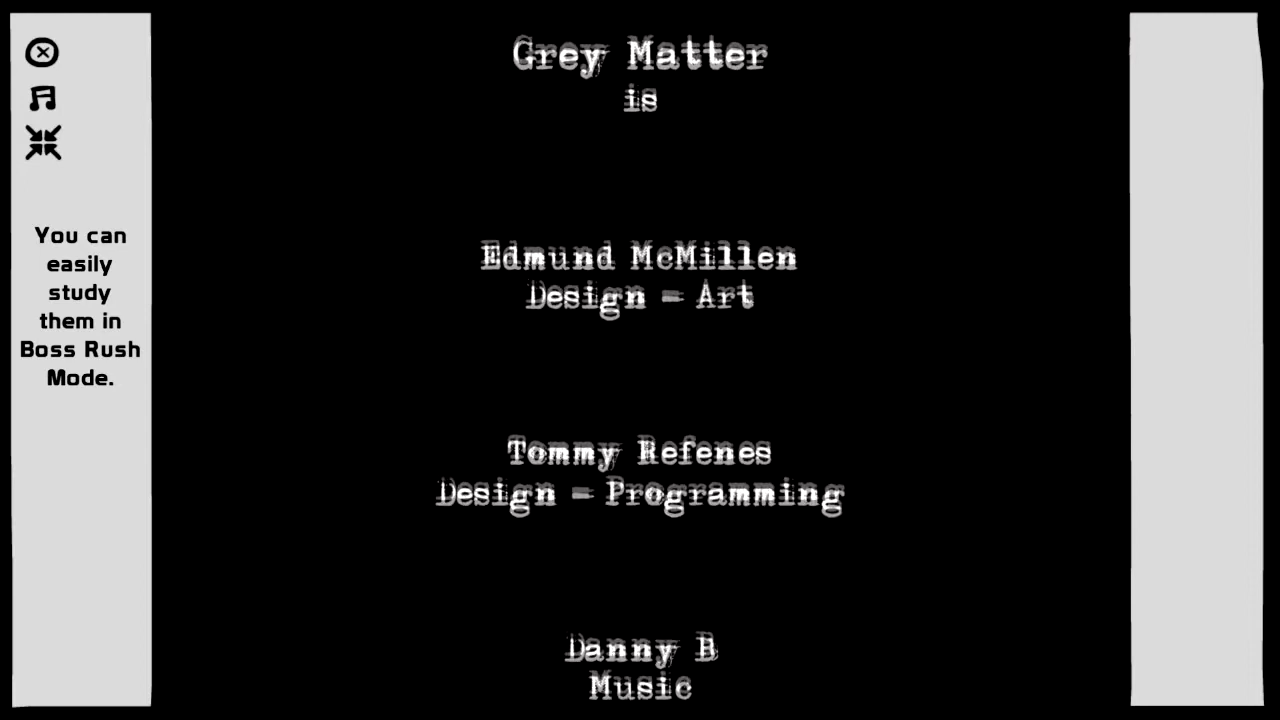 You can
easily
study
them in
Boss Rush
Mode.
Grey Matter
is
Edmund McMillen
Design - Art
Tommy Refenes
Design - Programming
Danny B
Music